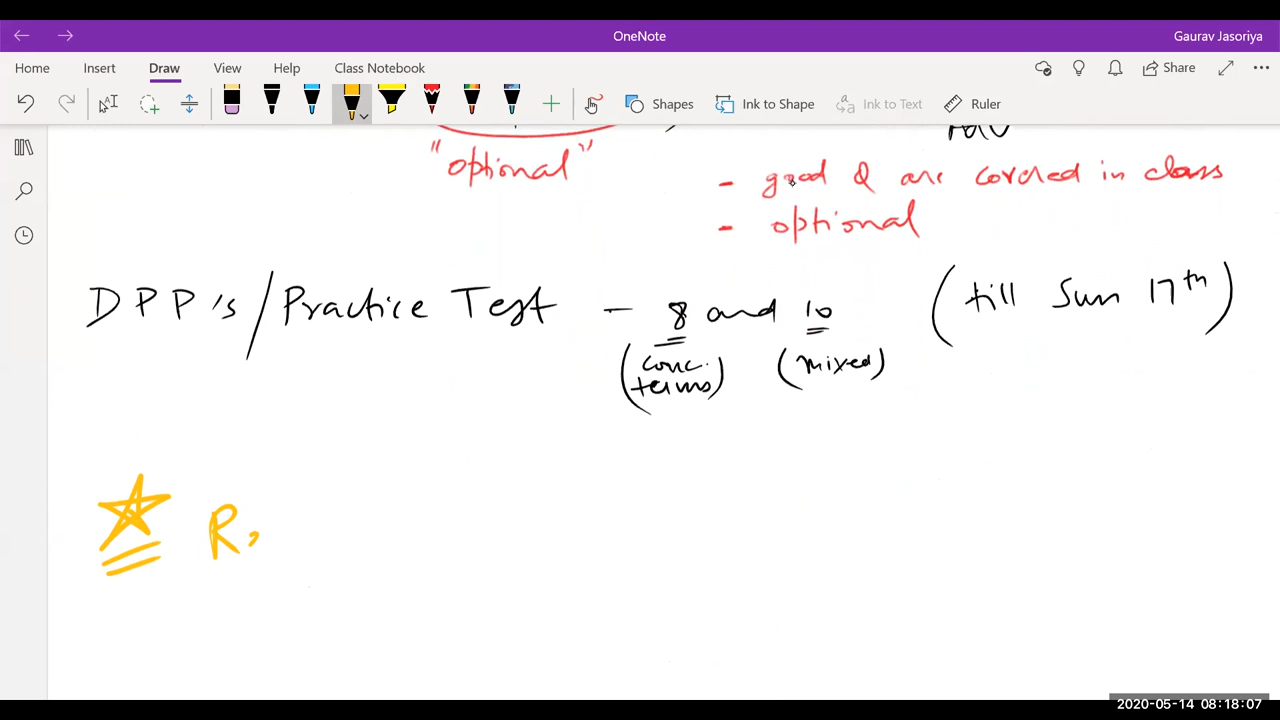 OneNote
Gaurav Jasoriya
Home Insert Draw View Help Class Notebook Share
Shapes Ink to Shape Ink to Text Ruler
"optional"
- good Q are covered in class
- optional
DPP's/Practice Test - 8 and 10 (till Sun 17th)
(conc. terms) (mixed)
R,
2020-05-14 08:18:07